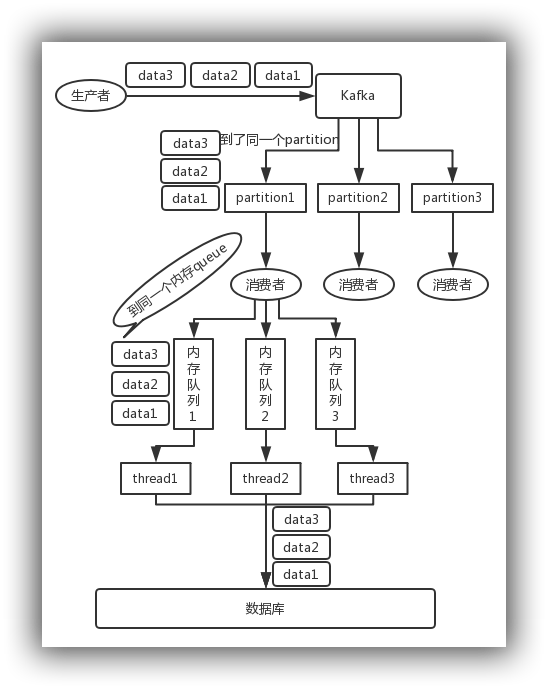 data3 data2 data1
生产者
Kafka
到了同一个partition
data3
data2
data1
partition1 partition2 partition3
到同一个内存queue
消费者 消费者 消费者
data3
data2
data1
内存队列1
内存队列2
内存队列3
thread1 thread2 thread3
data3
data2
data1
数据库